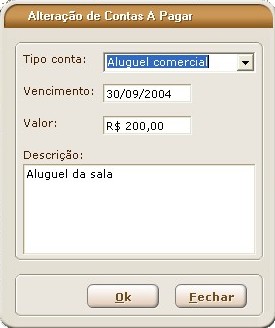 Alteração de Contas A Pagar
Tipo conta: Aluguel comercial
Vencimento: 30/09/2004
Valor: R$ 200,00
Descrição:
Aluguel da sala
Ok Fechar